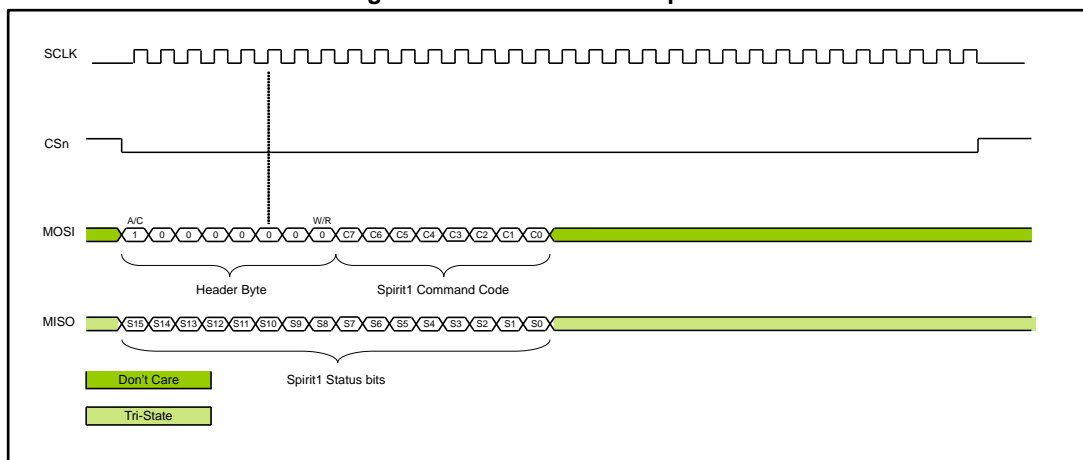 SCLK
CSn
A/C W/R
MOSI 1 0 0 0 0 0 0 0 C7 C6 C5 C4 C3 C2 C1 C0
Header Byte Spirit1 Command Code
MISO S15 S14 S13 S12 S11 S10 S9 S8 S7 S6 S5 S4 S3 S2 S1 S0
Don't Care Spirit1 Status bits
Tri-State